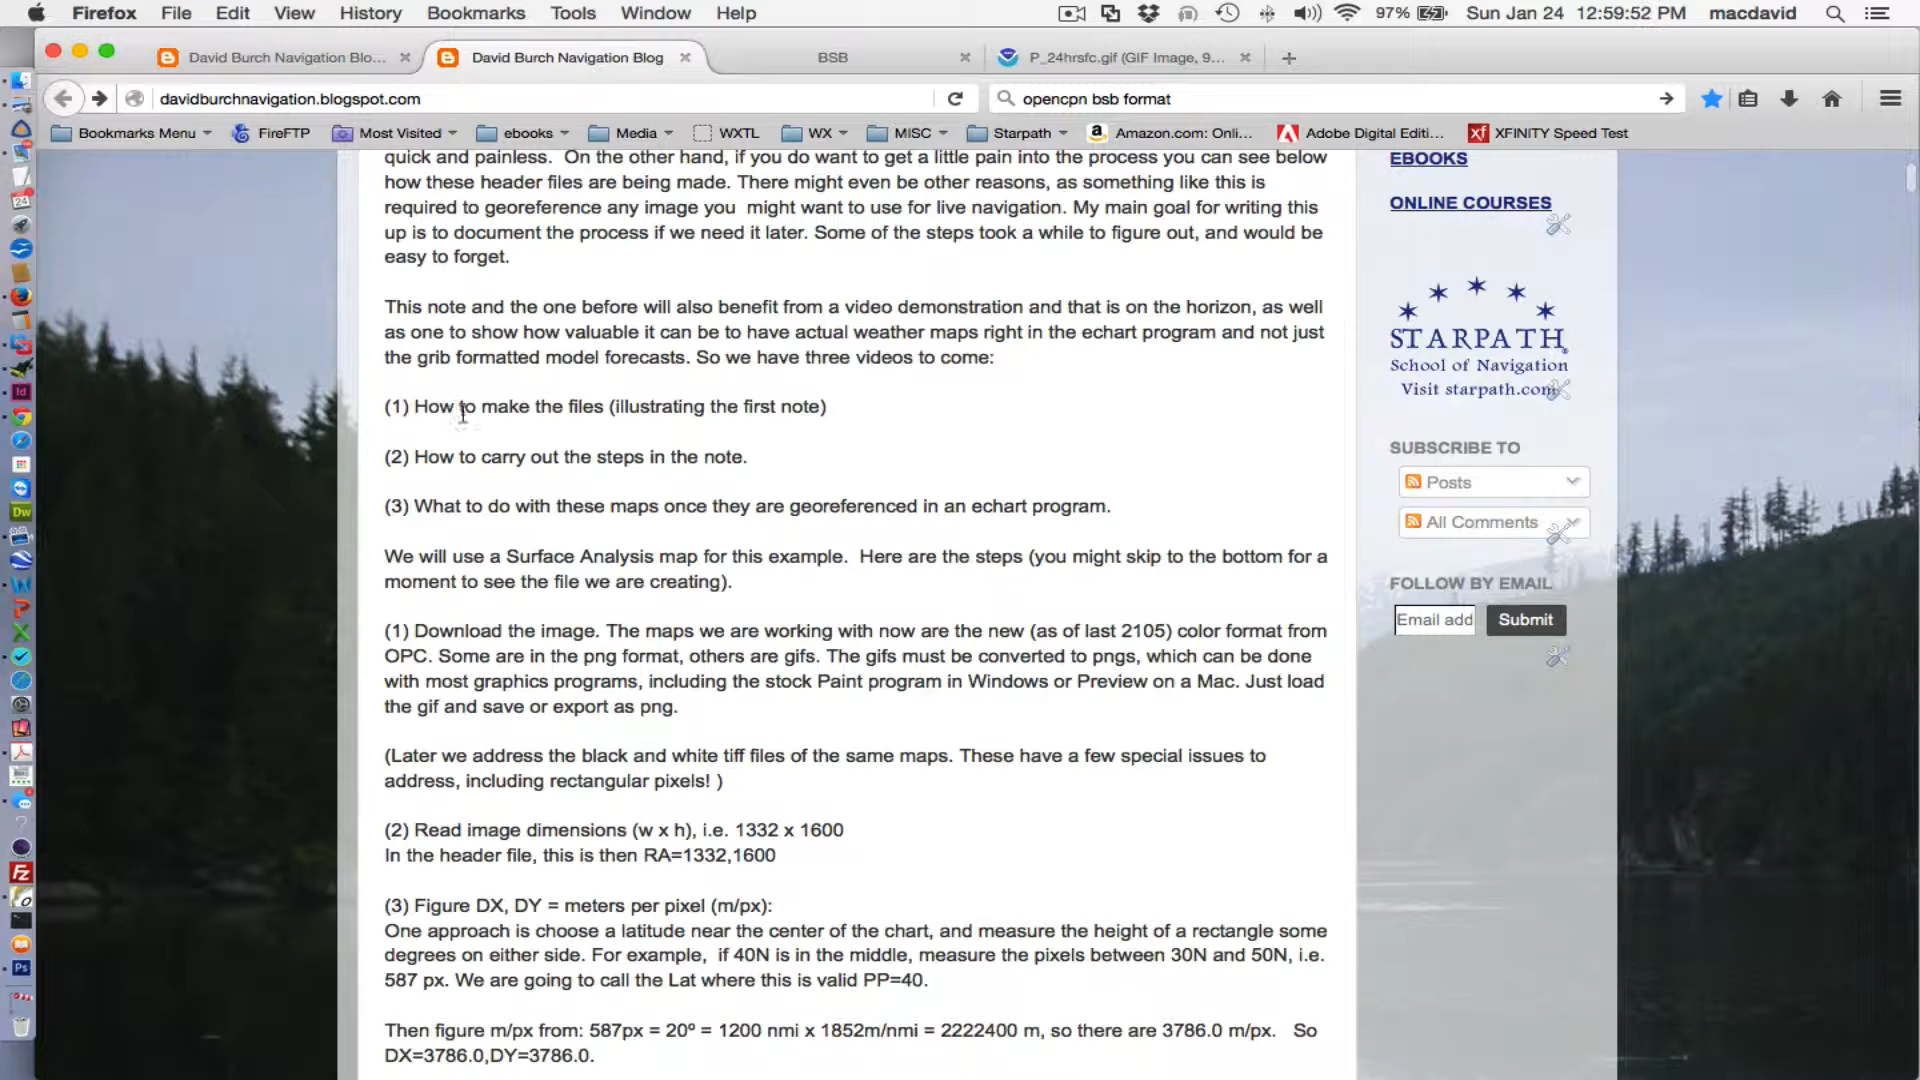 Firefox File Edit View History Bookmarks Tools Window Help 97% Sun Jan 24 12:59:52 PM macdavid
David Burch Navigation Blo... David Burch Navigation Blog BSB P_24hrsfc.gif (GIF Image, 9...
davidburchnavigation.blogspot.com opencpn bsb format
Bookmarks Menu FireFTP Most Visited ebooks Media WXTL WX MISC Starpath Amazon.com: Onli... Adobe Digital Editi... XFINITY Speed Test
quick and painless. On the other hand, if you do want to get a little pain into the process you can see below
how these header files are being made. There might even be other reasons, as something like this is
required to georeference any image you might want to use for live navigation. My main goal for writing this
up is to document the process if we need it later. Some of the steps took a while to figure out, and would be
easy to forget.
This note and the one before will also benefit from a video demonstration and that is on the horizon, as well
as one to show how valuable it can be to have actual weather maps right in the echart program and not just
the grib formatted model forecasts. So we have three videos to come:
(1) How to make the files (illustrating the first note)
(2) How to carry out the steps in the note.
(3) What to do with these maps once they are georeferenced in an echart program.
We will use a Surface Analysis map for this example. Here are the steps (you might skip to the bottom for a
moment to see the file we are creating).
(1) Download the image. The maps we are working with now are the new (as of last 2105) color format from
OPC. Some are in the png format, others are gifs. The gifs must be converted to pngs, which can be done
with most graphics programs, including the stock Paint program in Windows or Preview on a Mac. Just load
the gif and save or export as png.
(Later we address the black and white tiff files of the same maps. These have a few special issues to
address, including rectangular pixels! )
(2) Read image dimensions (w x h), i.e. 1332 x 1600
In the header file, this is then RA=1332,1600
(3) Figure DX, DY = meters per pixel (m/px):
One approach is choose a latitude near the center of the chart, and measure the height of a rectangle some
degrees on either side. For example, if 40N is in the middle, measure the pixels between 30N and 50N, i.e.
587 px. We are going to call the Lat where this is valid PP=40.
Then figure m/px from: 587px = 20º = 1200 nmi x 1852m/nmi = 2222400 m, so there are 3786.0 m/px. So
DX=3786.0,DY=3786.0.
EBOOKS
ONLINE COURSES
STARPATH
School of Navigation
Visit starpath.com
SUBSCRIBE TO
Posts
All Comments
FOLLOW BY EMAIL
Email add Submit
24
Id
Dw
Fz
Ps